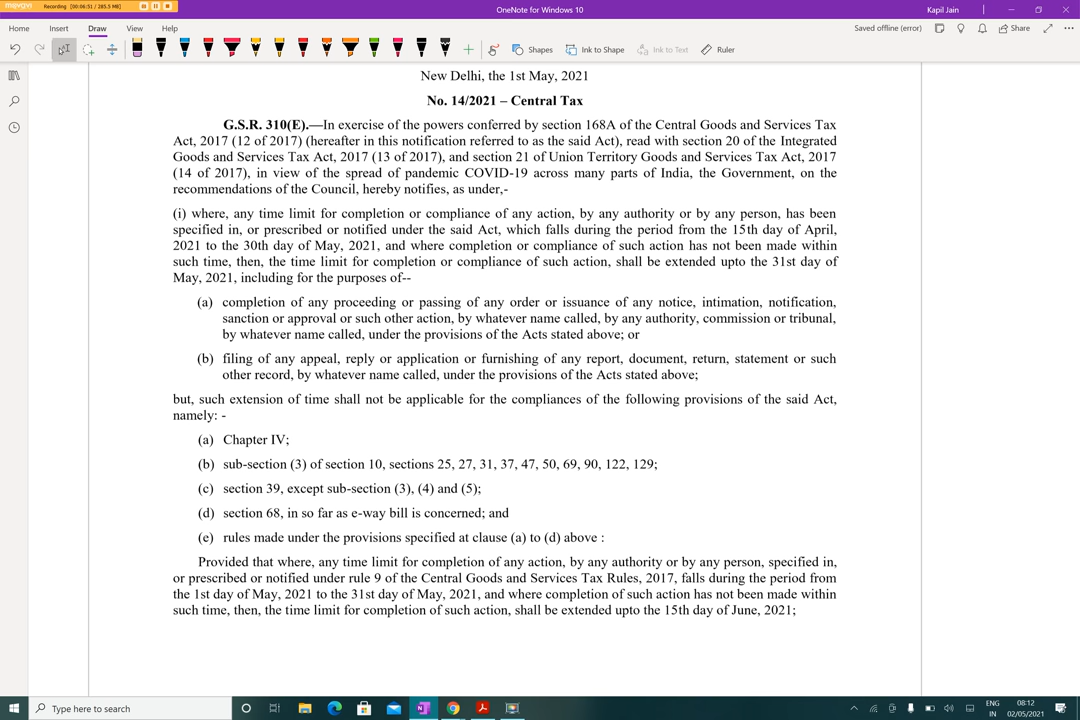 movavi Recording [00:06:51 / 285.5 MB]
OneNote for Windows 10
Kapil Jain
Home Insert Draw View Help
Saved offline (error)
Share
Shapes Ink to Shape Ink to Text Ruler
New Delhi, the 1st May, 2021
No. 14/2021 – Central Tax
G.S.R. 310(E).—In exercise of the powers conferred by section 168A of the Central Goods and Services Tax
Act, 2017 (12 of 2017) (hereafter in this notification referred to as the said Act), read with section 20 of the Integrated
Goods and Services Tax Act, 2017 (13 of 2017), and section 21 of Union Territory Goods and Services Tax Act, 2017
(14 of 2017), in view of the spread of pandemic COVID-19 across many parts of India, the Government, on the
recommendations of the Council, hereby notifies, as under,-
(i) where, any time limit for completion or compliance of any action, by any authority or by any person, has been
specified in, or prescribed or notified under the said Act, which falls during the period from the 15th day of April,
2021 to the 30th day of May, 2021, and where completion or compliance of such action has not been made within
such time, then, the time limit for completion or compliance of such action, shall be extended upto the 31st day of
May, 2021, including for the purposes of--
(a) completion of any proceeding or passing of any order or issuance of any notice, intimation, notification,
sanction or approval or such other action, by whatever name called, by any authority, commission or tribunal,
by whatever name called, under the provisions of the Acts stated above; or
(b) filing of any appeal, reply or application or furnishing of any report, document, return, statement or such
other record, by whatever name called, under the provisions of the Acts stated above;
but, such extension of time shall not be applicable for the compliances of the following provisions of the said Act,
namely: -
(a) Chapter IV;
(b) sub-section (3) of section 10, sections 25, 27, 31, 37, 47, 50, 69, 90, 122, 129;
(c) section 39, except sub-section (3), (4) and (5);
(d) section 68, in so far as e-way bill is concerned; and
(e) rules made under the provisions specified at clause (a) to (d) above :
Provided that where, any time limit for completion of any action, by any authority or by any person, specified in,
or prescribed or notified under rule 9 of the Central Goods and Services Tax Rules, 2017, falls during the period from
the 1st day of May, 2021 to the 31st day of May, 2021, and where completion of such action has not been made within
such time, then, the time limit for completion of such action, shall be extended upto the 15th day of June, 2021;
Type here to search
ENG
IN
08:12
02/05/2021